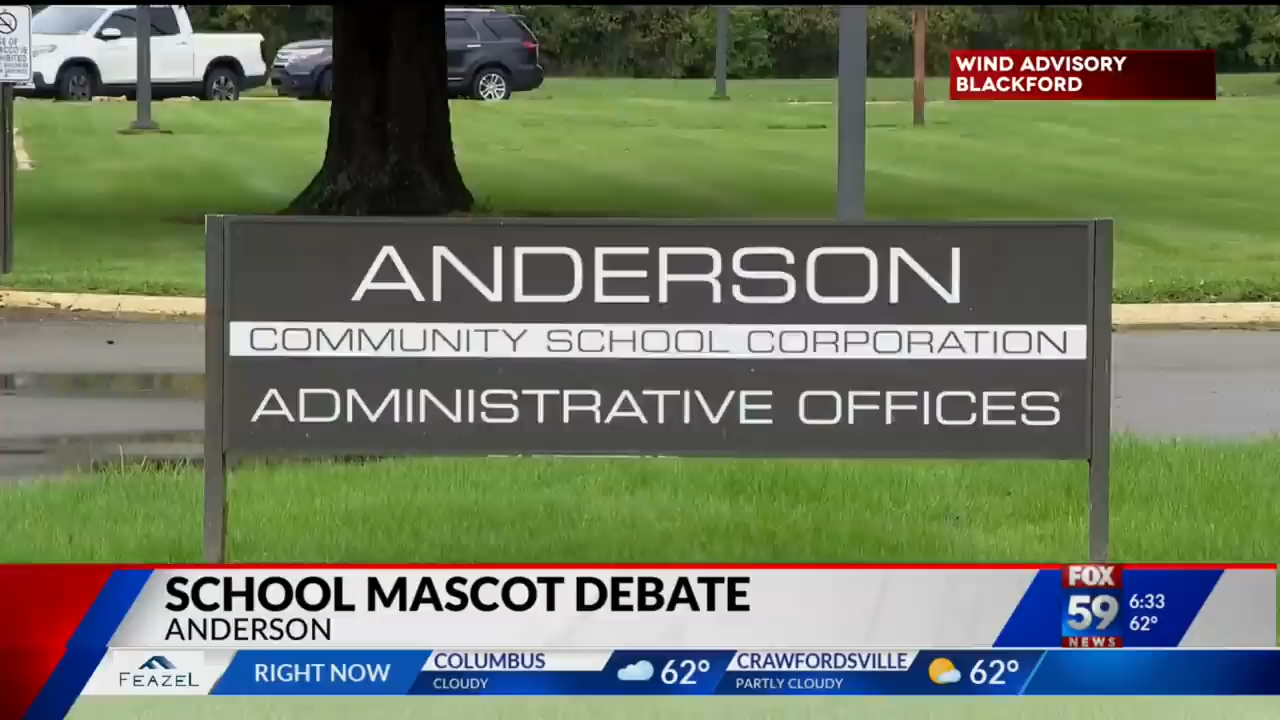 WIND ADVISORY
BLACKFORD
ANDERSON
COMMUNITY SCHOOL CORPORATION
ADMINISTRATIVE OFFICES
SCHOOL MASCOT DEBATE
ANDERSON
FOX
59
NEWS
6:33
62°
FEAZEL
RIGHT NOW
COLUMBUS
CLOUDY
62°
CRAWFORDSVILLE
PARTLY CLOUDY
62°